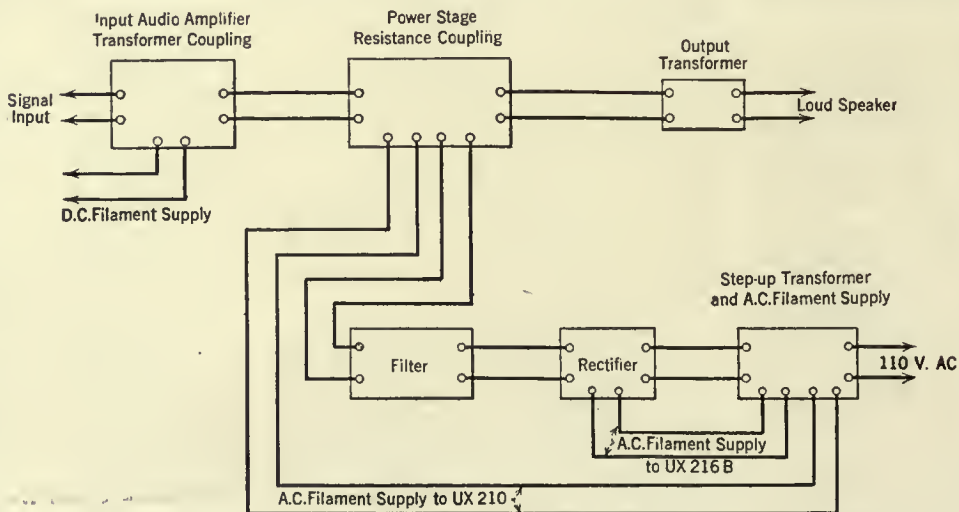 Input Audio Amplifier
Transformer Coupling
Power Stage
Resistance Coupling
Output
Transformer
Signal
Input
Loud Speaker
D.C.Filament Supply
Step-up Transformer
and A.C.Filament Supply
Filter
Rectifier
110 V. AC
A.C.Filament Supply
to UX 216 B
A.C.Filament Supply to UX 210